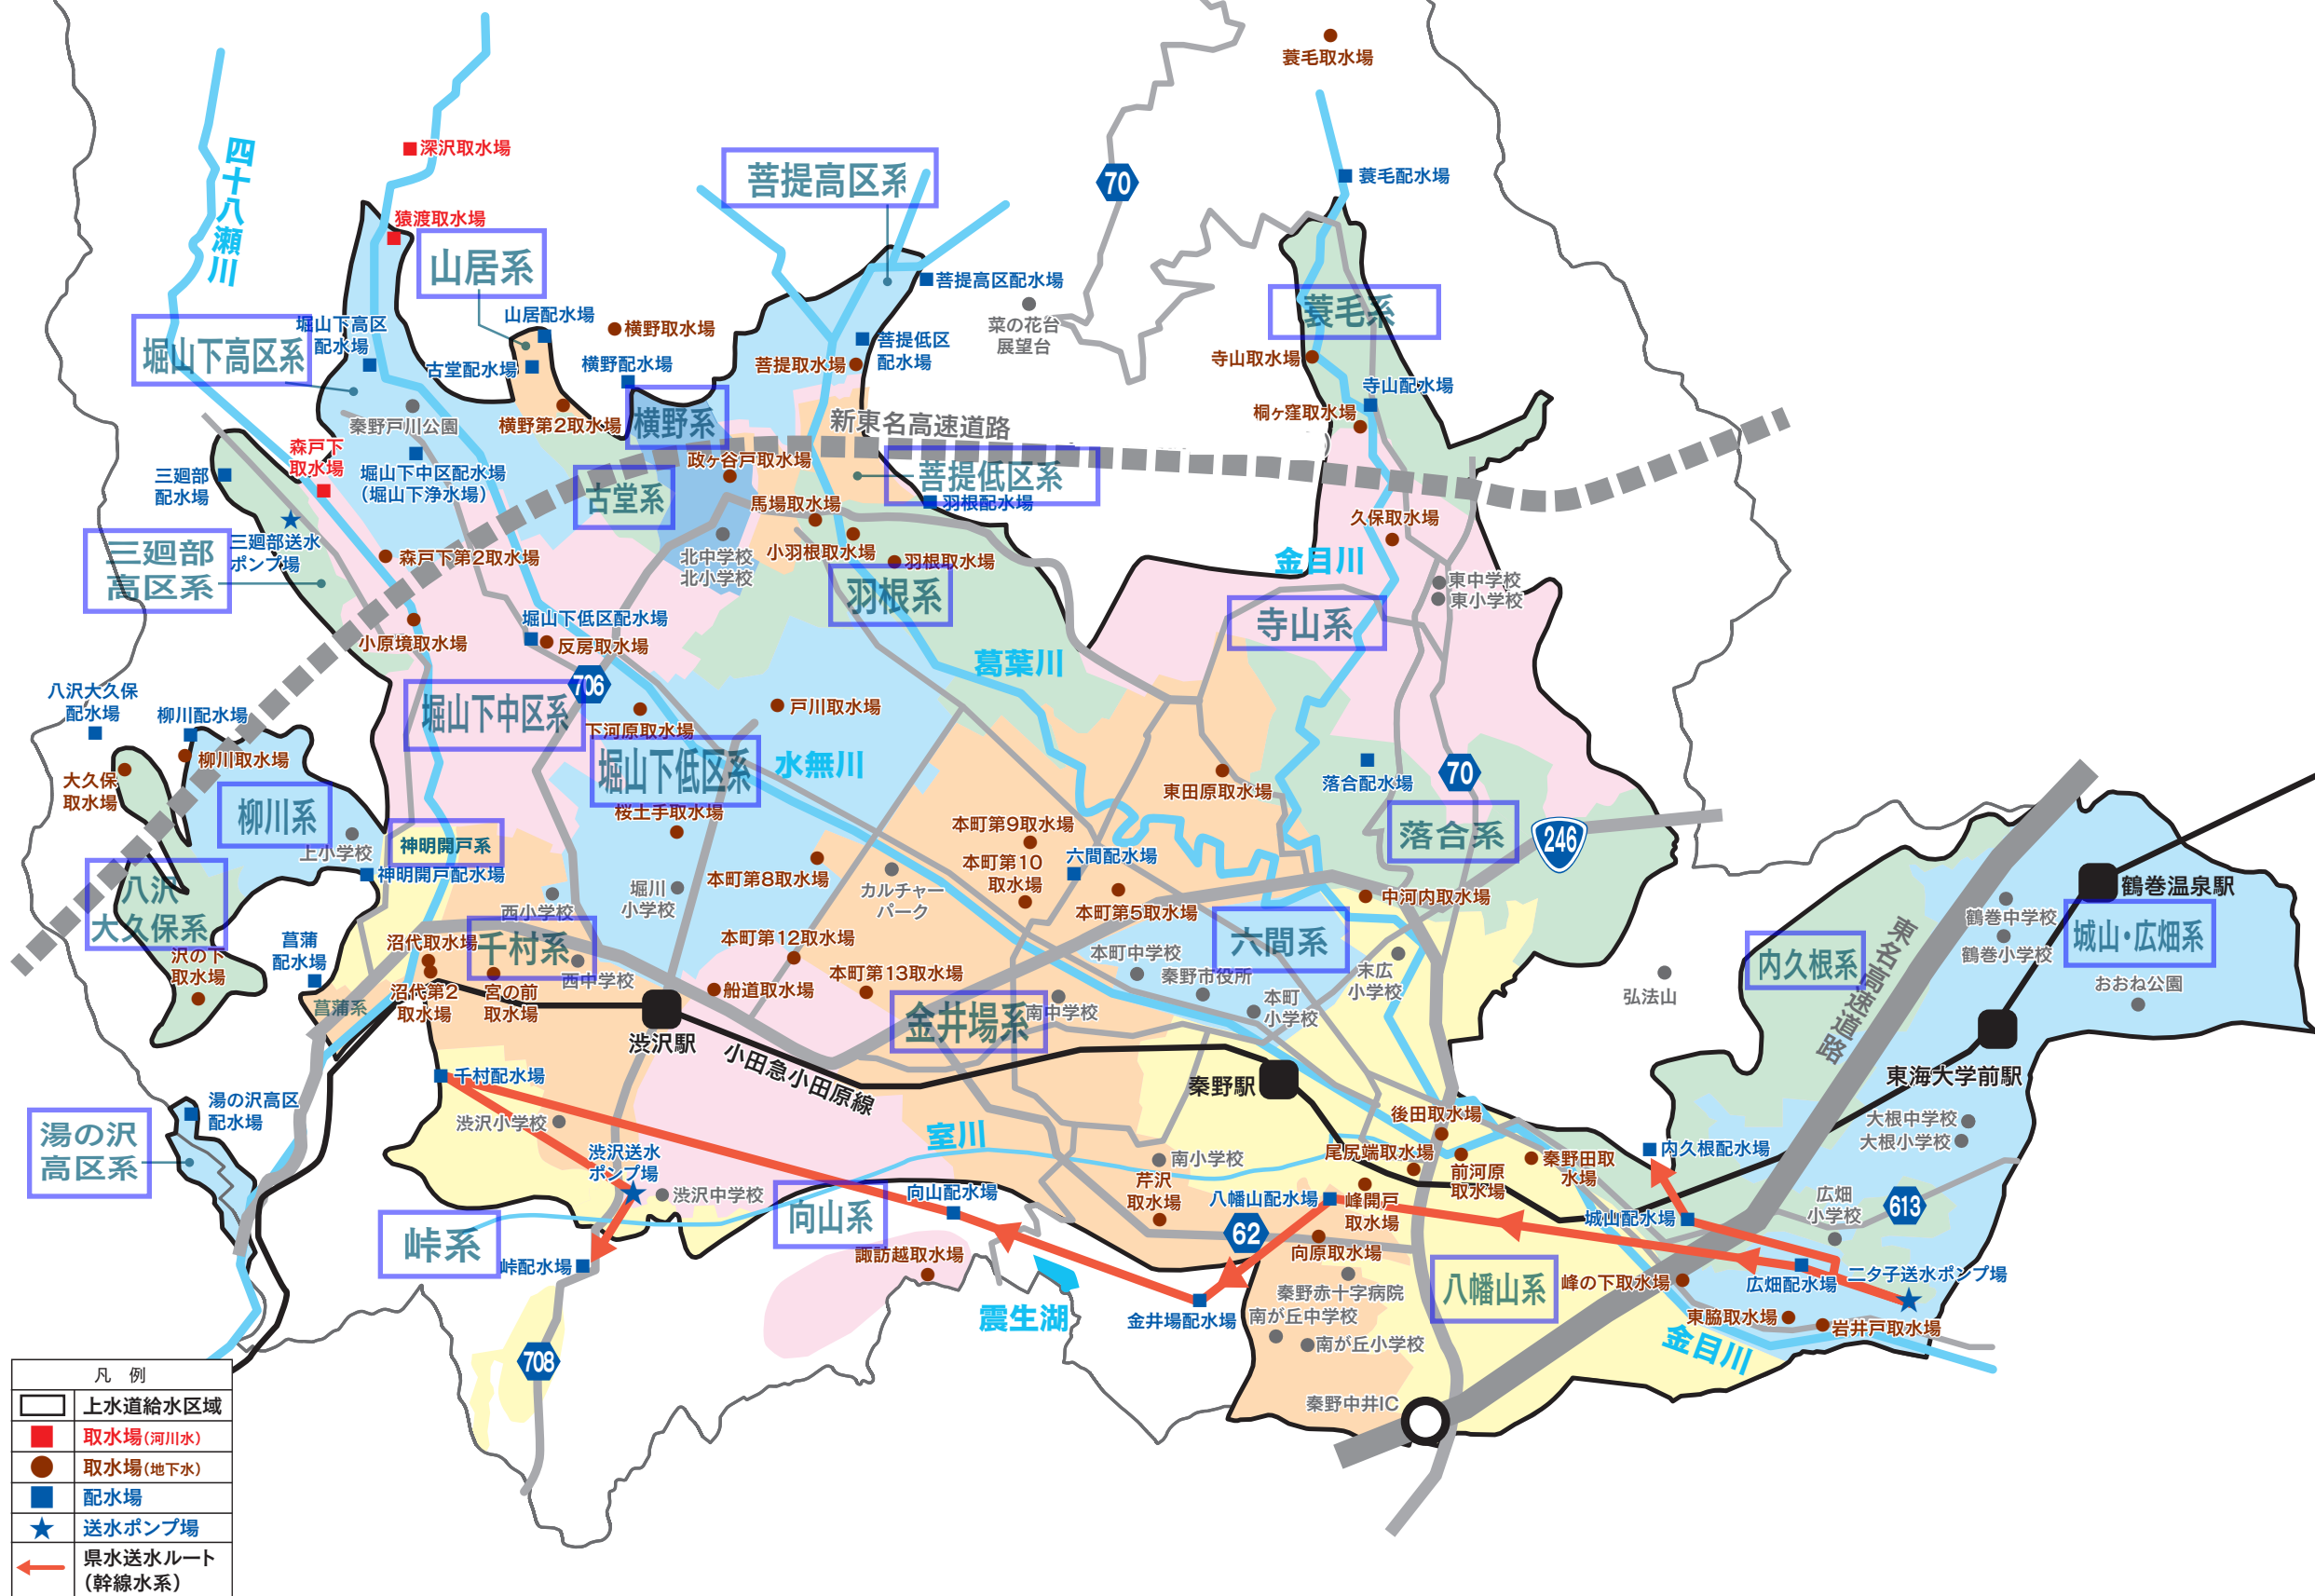 蓑毛取水場
四十八瀬川
深沢取水場
菩提高区系
70
蓑毛配水場
猿渡取水場
山居系
菩提高区配水場
菜の花台
展望台
蓑毛系
堀山下高区
配水場
堀山下高区系
山居配水場
古堂配水場
横野取水場
横野配水場
菩提取水場
菩提低区
配水場
寺山取水場
寺山配水場
桐ヶ窪取水場
秦野戸川公園
横野第2取水場
横野系
新東名高速道路
森戸下
取水場
三廻部
配水場
堀山下中区配水場
（堀山下浄水場）
古堂系
政ヶ谷戸取水場
菩提低区系
羽根配水場
馬場取水場
久保取水場
三廻部送水
ポンプ場
三廻部
高区系
森戸下第2取水場
北中学校
北小学校
小羽根取水場
羽根取水場
羽根系
金目川
東中学校
東小学校
寺山系
堀山下低区配水場
反房取水場
小原境取水場
706
葛葉川
八沢大久保
配水場
柳川配水場
堀山下中区系
下河原取水場
戸川取水場
柳川取水場
大久保
取水場
堀山下低区系
水無川
東田原取水場
落合配水場
70
柳川系
桜土手取水場
本町第9取水場
落合系
246
上小学校
神明開戸系
神明開戸配水場
本町第10
取水場
六間配水場
八沢
大久保系
西小学校
堀川
小学校
本町第8取水場
カルチャー
パーク
本町第5取水場
中河内取水場
鶴巻温泉駅
鶴巻中学校
鶴巻小学校
城山・広畑系
内久根系
東名高速道路
おおね公園
弘法山
菖蒲
配水場
沼代取水場
千村系
西中学校
本町第12取水場
本町第13取水場
本町中学校
秦野市役所
六間系
末広
小学校
沢の下
取水場
菖蒲系
沼代第2
取水場
宮の前
取水場
船道取水場
金井場系
南中学校
本町
小学校
渋沢駅
小田急小田原線
秦野駅
東海大学前駅
千村配水場
湯の沢高区
配水場
湯の沢
高区系
渋沢小学校
渋沢送水
ポンプ場
渋沢中学校
室川
南小学校
後田取水場
尾尻端取水場
前河原
取水場
秦野田取
水場
内久根配水場
大根中学校
大根小学校
芹沢
取水場
八幡山配水場
峰開戸
取水場
城山配水場
広畑
小学校
613
峠系
向山系
向山配水場
62
向原取水場
峠配水場
諏訪越取水場
秦野赤十字病院
八幡山系
峰の下取水場
広畑配水場
二タ子送水ポンプ場
震生湖
金井場配水場
南が丘中学校
南が丘小学校
東脇取水場
岩井戸取水場
金目川
708
秦野中井IC
凡　例
上水道給水区域
取水場（河川水）
取水場（地下水）
配水場
送水ポンプ場
県水送水ルート
（幹線水系）